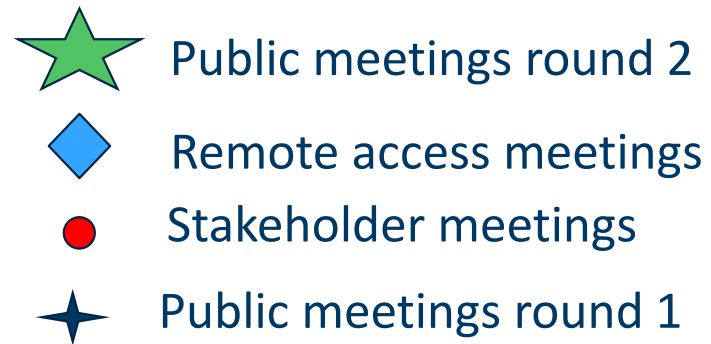 Public meetings round 2
Remote access meetings
Stakeholder meetings
Public meetings round 1